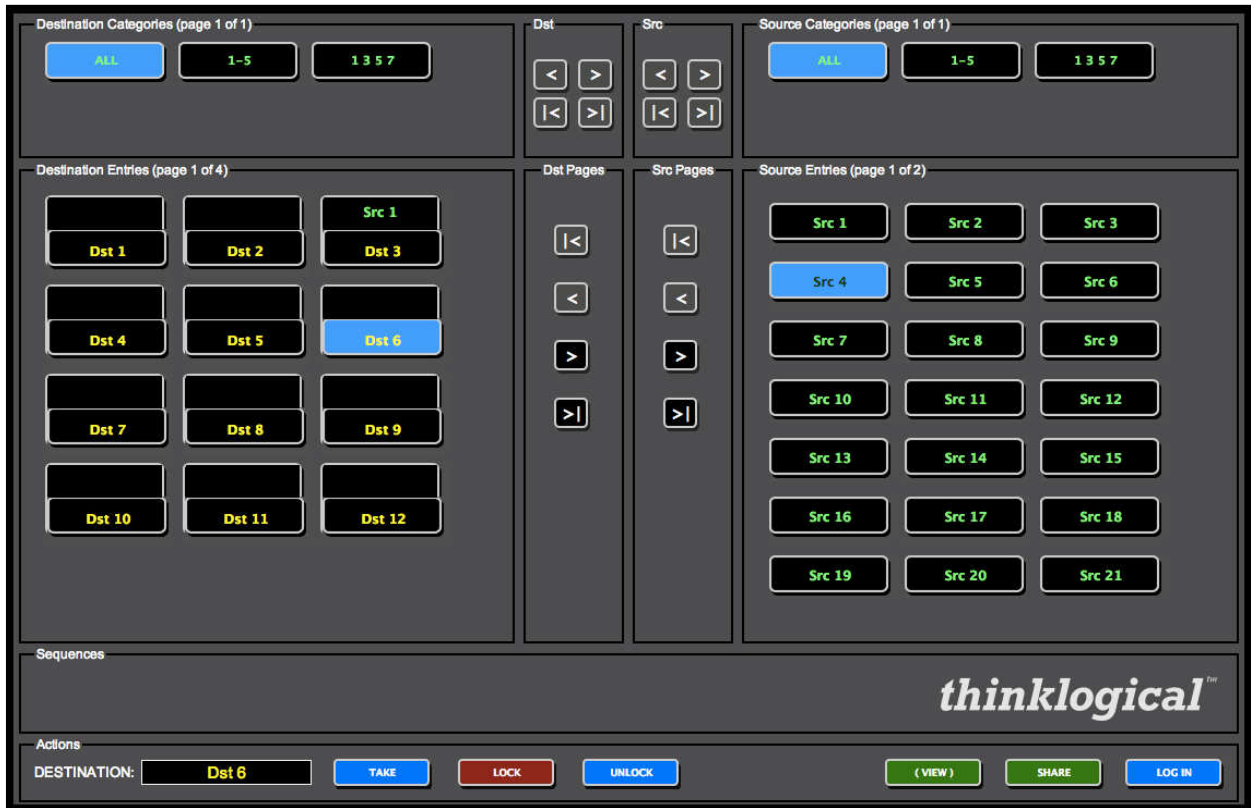 Destination Categories (page 1 of 1) Dst Src Source Categories (page 1 of 1)
ALL 1-5 1 3 5 7 < > < > ALL 1-5 1 3 5 7
|< >| |< >|
Destination Entries (page 1 of 4) Dst Pages Src Pages Source Entries (page 1 of 2)
Src 1
Dst 1 Dst 2 Dst 3
Dst 4 Dst 5 Dst 6
Dst 7 Dst 8 Dst 9
Dst 10 Dst 11 Dst 12
|< |<
< <
> >
>| >|
Src 1 Src 2 Src 3
Src 4 Src 5 Src 6
Src 7 Src 8 Src 9
Src 10 Src 11 Src 12
Src 13 Src 14 Src 15
Src 16 Src 17 Src 18
Src 19 Src 20 Src 21
Sequences
thinklogical™
Actions
DESTINATION: Dst 6 TAKE LOCK UNLOCK ( VIEW ) SHARE LOG IN